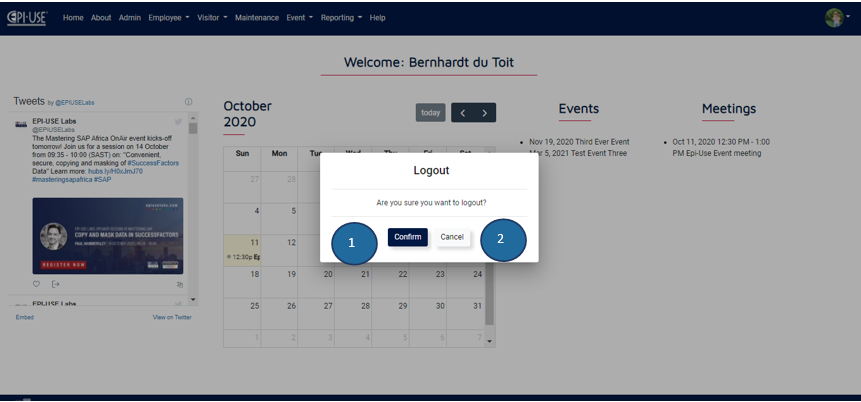 EPI-USE
Home About Admin Employee Visitor Maintenance Event Reporting Help
Welcome: Bernhardt du Toit
Tweets by @EPIUSELabs
EPI-USE Labs
@EPIUSELabs
The Mastering SAP Africa OnAir event kicks-off
tomorrow! Join us for a session on 14 October
from 09:35 - 10:00 (SAST) on: "Convenient,
secure, copying and masking of #SuccessFactors
Data" Learn more: hubs.ly/H0xJmJ70
#masteringsapafrica #SAP
COPY AND MASK DATA IN SUCCESSFACTORS
REGISTER NOW
EPI-USE Labs
Embed
View on Twitter
October
2020
today
Sun Mon Tue Wed Thu Fri Sat
27 28
4 5
11 12
12:30p Ep
18 19 20 21 22 23 24
25 26 27 28 29 30 31
1 2 3 4 5 6 7
Logout
Are you sure you want to logout?
1
Confirm
Cancel
2
Events
Nov 19, 2020 Third Ever Event
Mar 5, 2021 Test Event Three
Meetings
Oct 11, 2020 12:30 PM - 1:00
PM Epi-Use Event meeting